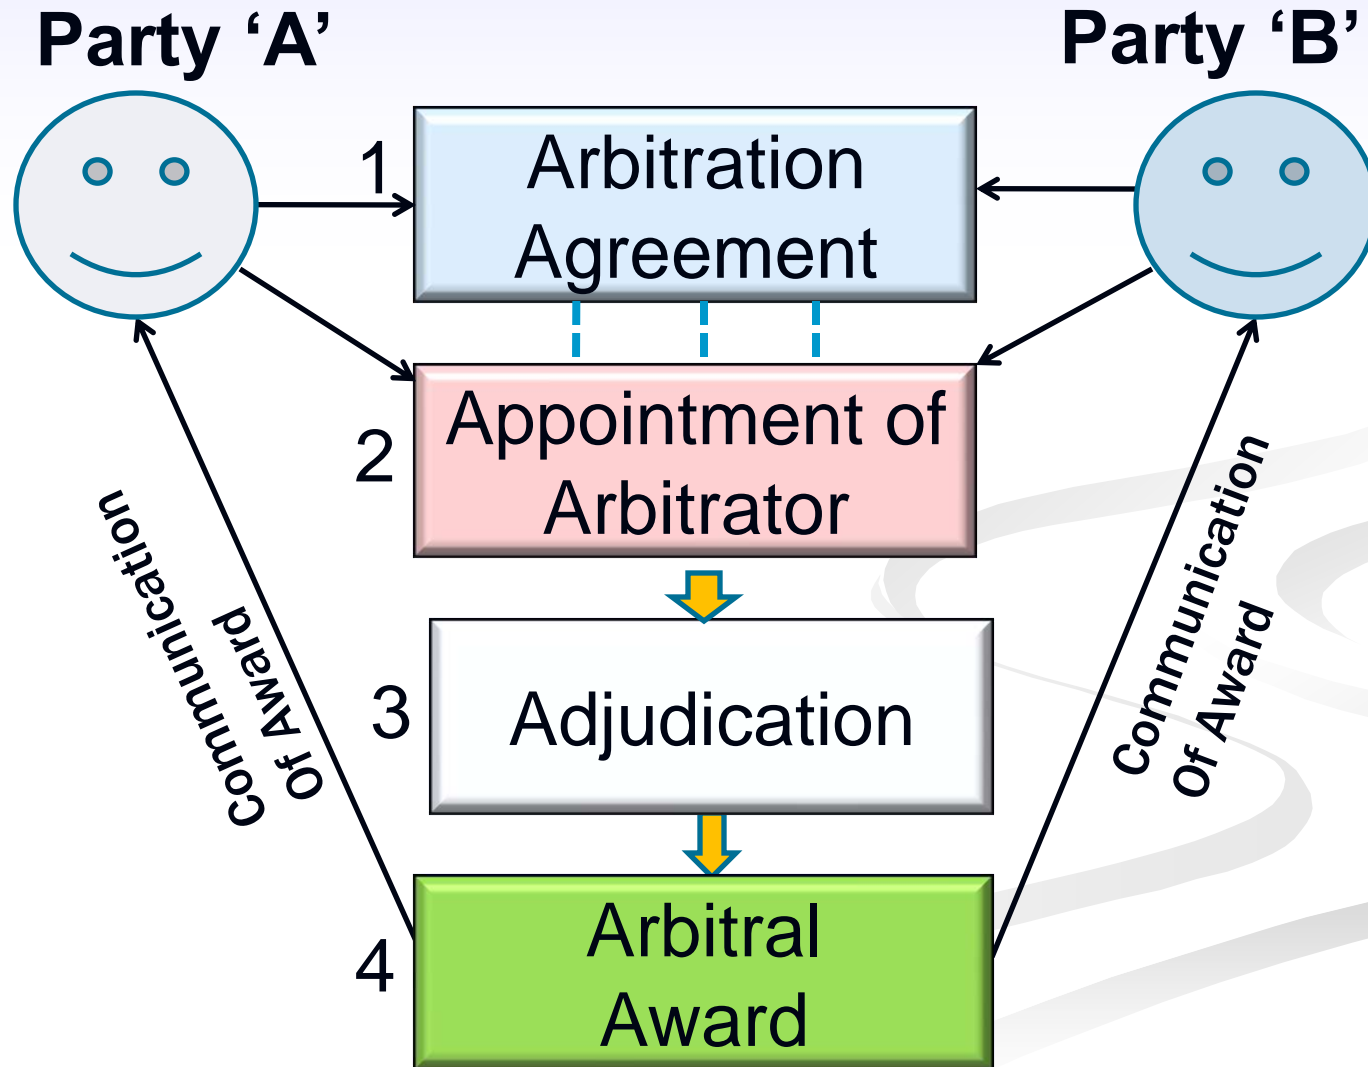 Party ‘A’
Party ‘B’
1
Arbitration
Agreement
2
Appointment of
Arbitrator
3
Adjudication
4
Arbitral
Award
Communication
Of Award
Communication
Of Award